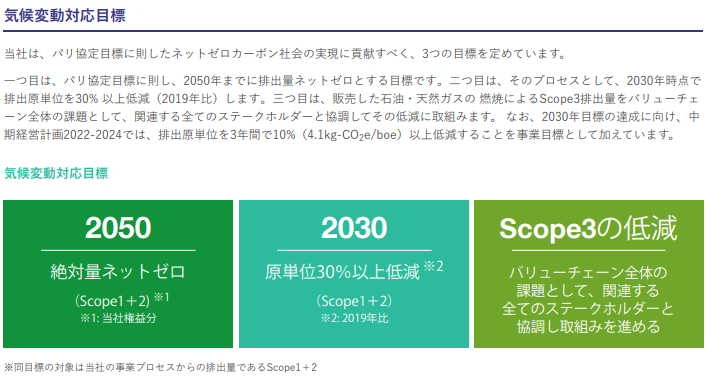 気候変動対応目標
当社は、パリ協定目標に則したネットゼロカーボン社会の実現に貢献すべく、3つの目標を定めています。
一つ目は、パリ協定目標に則し、2050年までに排出量ネットゼロとする目標です。二つ目は、そのプロセスとして、2030年時点で
排出原単位を30% 以上低減（2019年比）します。三つ目は、販売した石油・天然ガスの 燃焼によるScope3排出量をバリューチェ
ーン全体の課題として、関連する全てのステークホルダーと協調してその低減に取組みます。 なお、2030年目標の達成に向け、中
期経営計画2022-2024では、排出原単位を3年間で10%（4.1kg-CO₂e/boe）以上低減することを事業目標として加えています。
気候変動対応目標
2050
絶対量ネットゼロ
（Scope1＋2）※1
※1: 当社権益分
2030
原単位30%以上低減 ※2
（Scope1＋2）
※2: 2019年比
Scope3の低減
バリューチェーン全体の
課題として、関連する
全てのステークホルダーと
協調し取組みを進める
※同目標の対象は当社の事業プロセスからの排出量であるScope1＋2